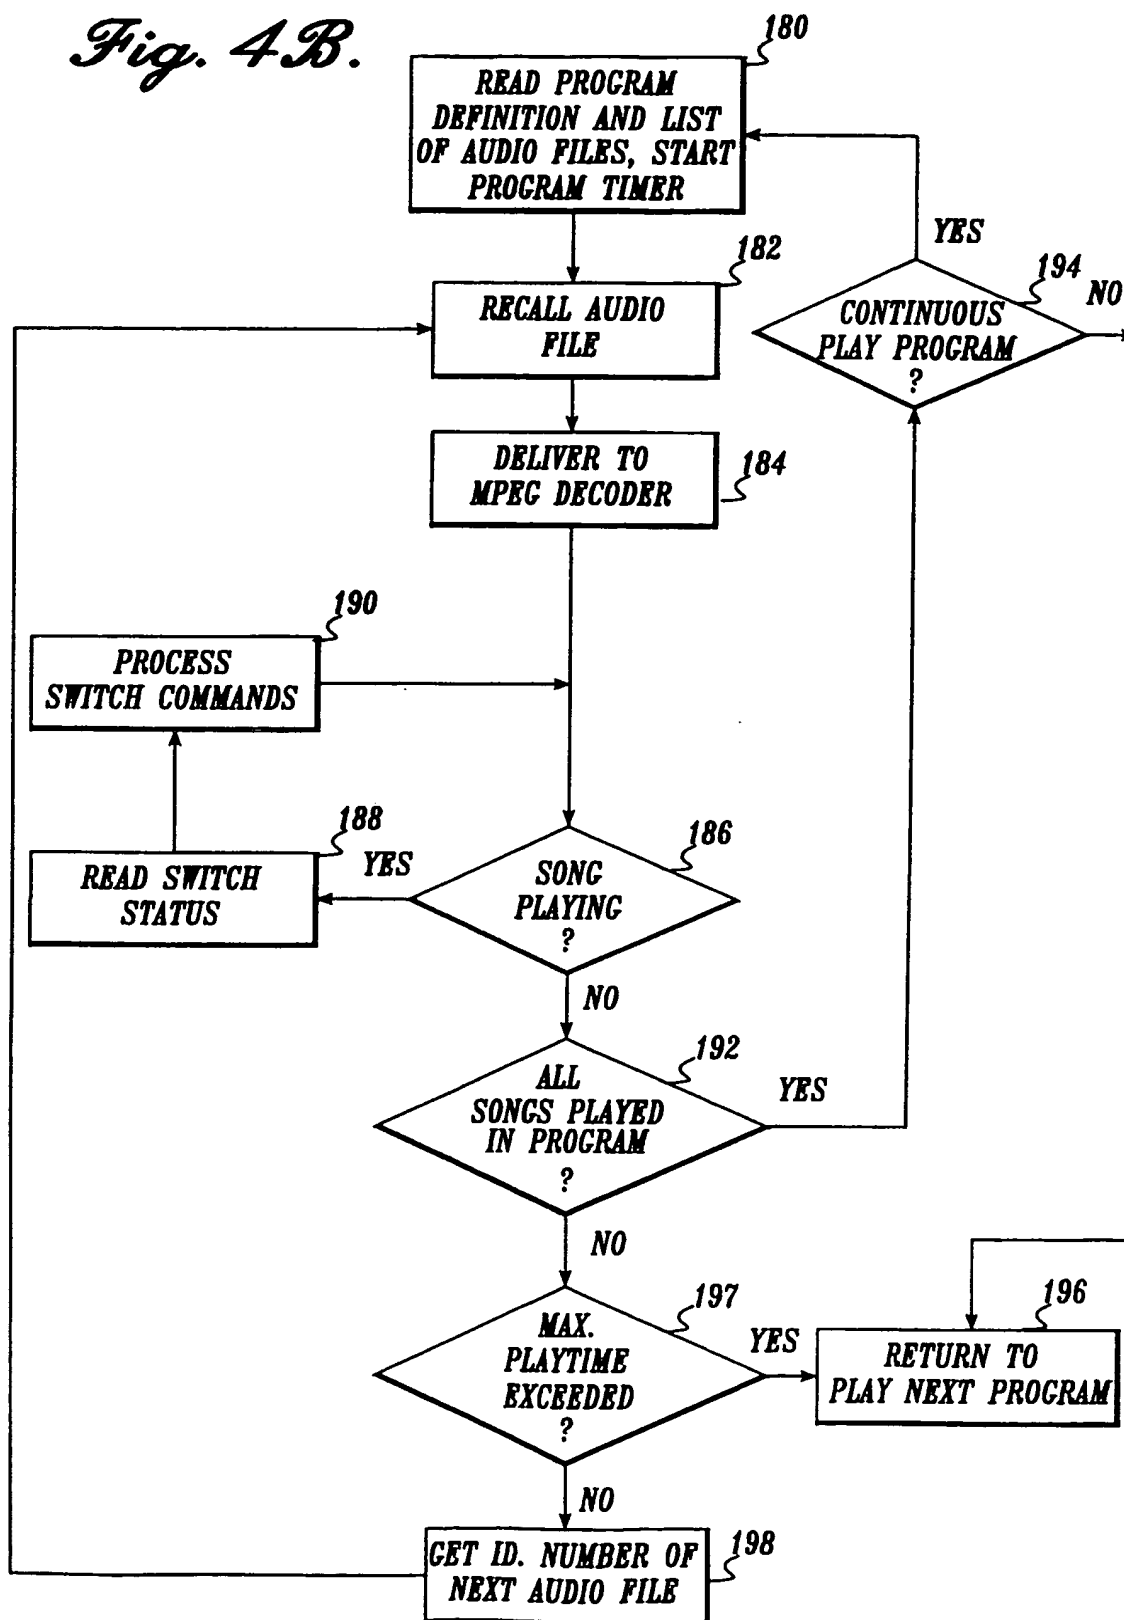 Fig. 4B.
180
READ PROGRAM
DEFINITION AND LIST
OF AUDIO FILES, START
PROGRAM TIMER
YES
182
194
NO
RECALL AUDIO
FILE
CONTINUOUS
PLAY PROGRAM
?
DELIVER TO
MPEG DECODER
184
190
PROCESS
SWITCH COMMANDS
188
YES
186
READ SWITCH
STATUS
SONG
PLAYING
?
NO
192
ALL
SONGS PLAYED
IN PROGRAM
?
YES
NO
197
196
MAX.
PLAYTIME
EXCEEDED
?
YES
RETURN TO
PLAY NEXT PROGRAM
NO
GET ID. NUMBER OF
NEXT AUDIO FILE
198